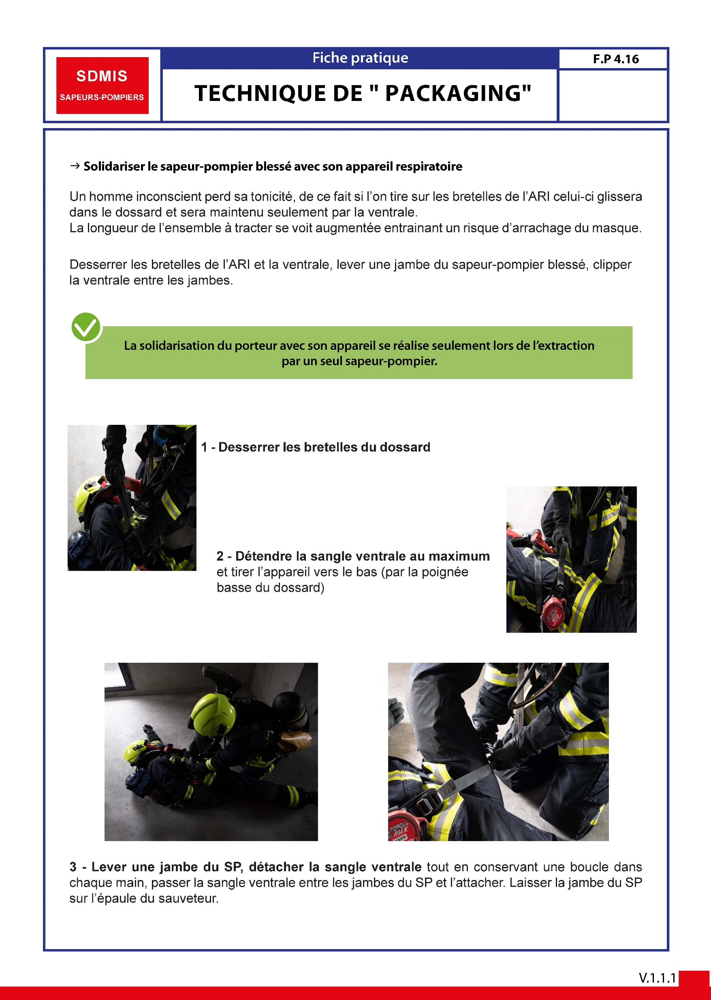 SDMIS
SAPEURS-POMPIERS
Fiche pratique
TECHNIQUE DE " PACKAGING"
F.P 4.16
→ Solidariser le sapeur-pompier blessé avec son appareil respiratoire
Un homme inconscient perd sa tonicité, de ce fait si l’on tire sur les bretelles de l’ARI celui-ci glissera
dans le dossard et sera maintenu seulement par la ventrale.
La longueur de l’ensemble à tracter se voit augmentée entrainant un risque d’arrachage du masque.
Desserrer les bretelles de l’ARI et la ventrale, lever une jambe du sapeur-pompier blessé, clipper
la ventrale entre les jambes.
La solidarisation du porteur avec son appareil se réalise seulement lors de l’extraction
par un seul sapeur-pompier.
1 - Desserrer les bretelles du dossard
2 - Détendre la sangle ventrale au maximum
et tirer l’appareil vers le bas (par la poignée
basse du dossard)
MAX
3 - Lever une jambe du SP, détacher la sangle ventrale tout en conservant une boucle dans
chaque main, passer la sangle ventrale entre les jambes du SP et l’attacher. Laisser la jambe du SP
sur l’épaule du sauveteur.
V.1.1.1